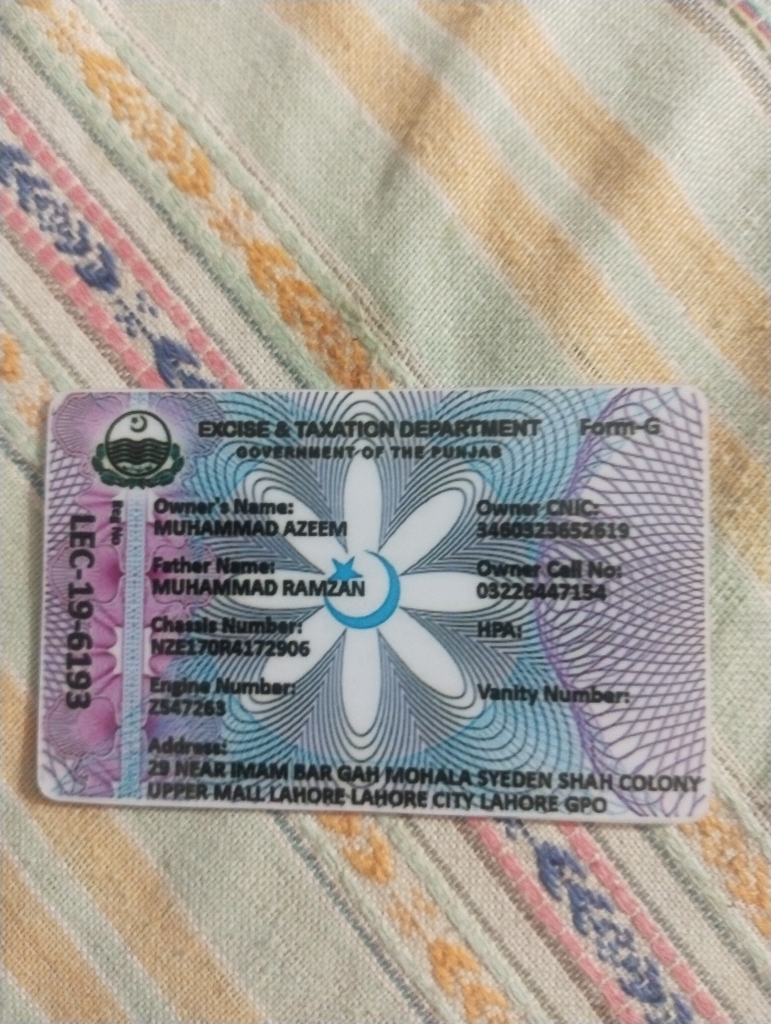 EXCISE & TAXATION DEPARTMENT Form-G
GOVERNMENT OF THE PUNJAB
Reg No
LEC-19-6193
Owner's Name:
MUHAMMAD AZEEM
Father Name:
MUHAMMAD RAMZAN
Chassis Number:
NZE170R4172906
Engine Number:
Z547263
Owner CNIC:
3460323652619
Owner Cell No:
03226447154
HPA:
Vanity Number:
Address:
29 NEAR IMAM BAR GAH MOHALA SYEDEN SHAH COLONY
UPPER MALL LAHORE LAHORE CITY LAHORE GPO